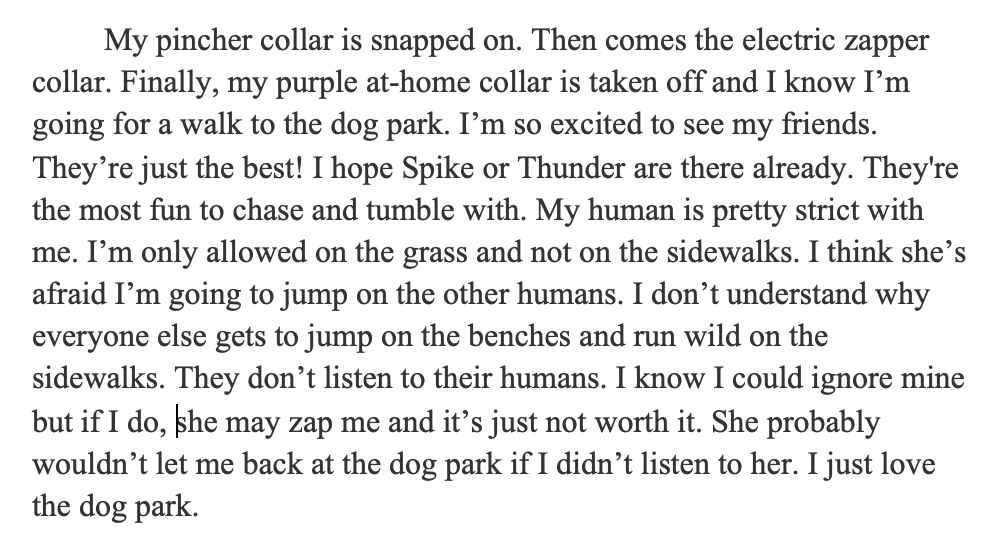 My pincher collar is snapped on. Then comes the electric zapper
collar. Finally, my purple at-home collar is taken off and I know I’m
going for a walk to the dog park. I’m so excited to see my friends.
They’re just the best! I hope Spike or Thunder are there already. They're
the most fun to chase and tumble with. My human is pretty strict with
me. I’m only allowed on the grass and not on the sidewalks. I think she’s
afraid I’m going to jump on the other humans. I don’t understand why
everyone else gets to jump on the benches and run wild on the
sidewalks. They don’t listen to their humans. I know I could ignore mine
but if I do, she may zap me and it’s just not worth it. She probably
wouldn’t let me back at the dog park if I didn’t listen to her. I just love
the dog park.